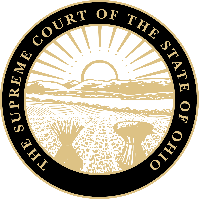 THE SUPREME COURT OF THE STATE OF OHIO